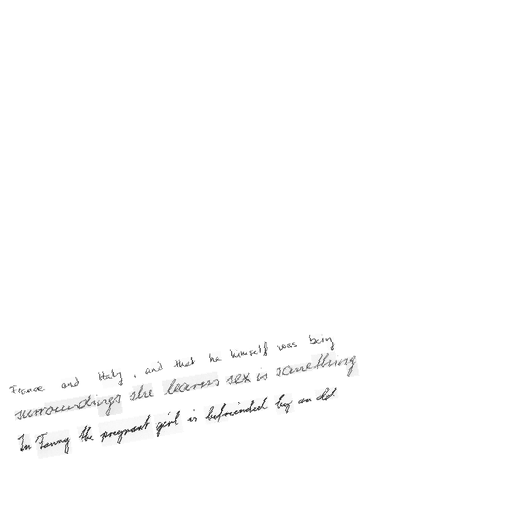 France and Italy, and that he himself was being
surroundings she learns sex is something
In Fanny the pregnant girl is befriended by an old